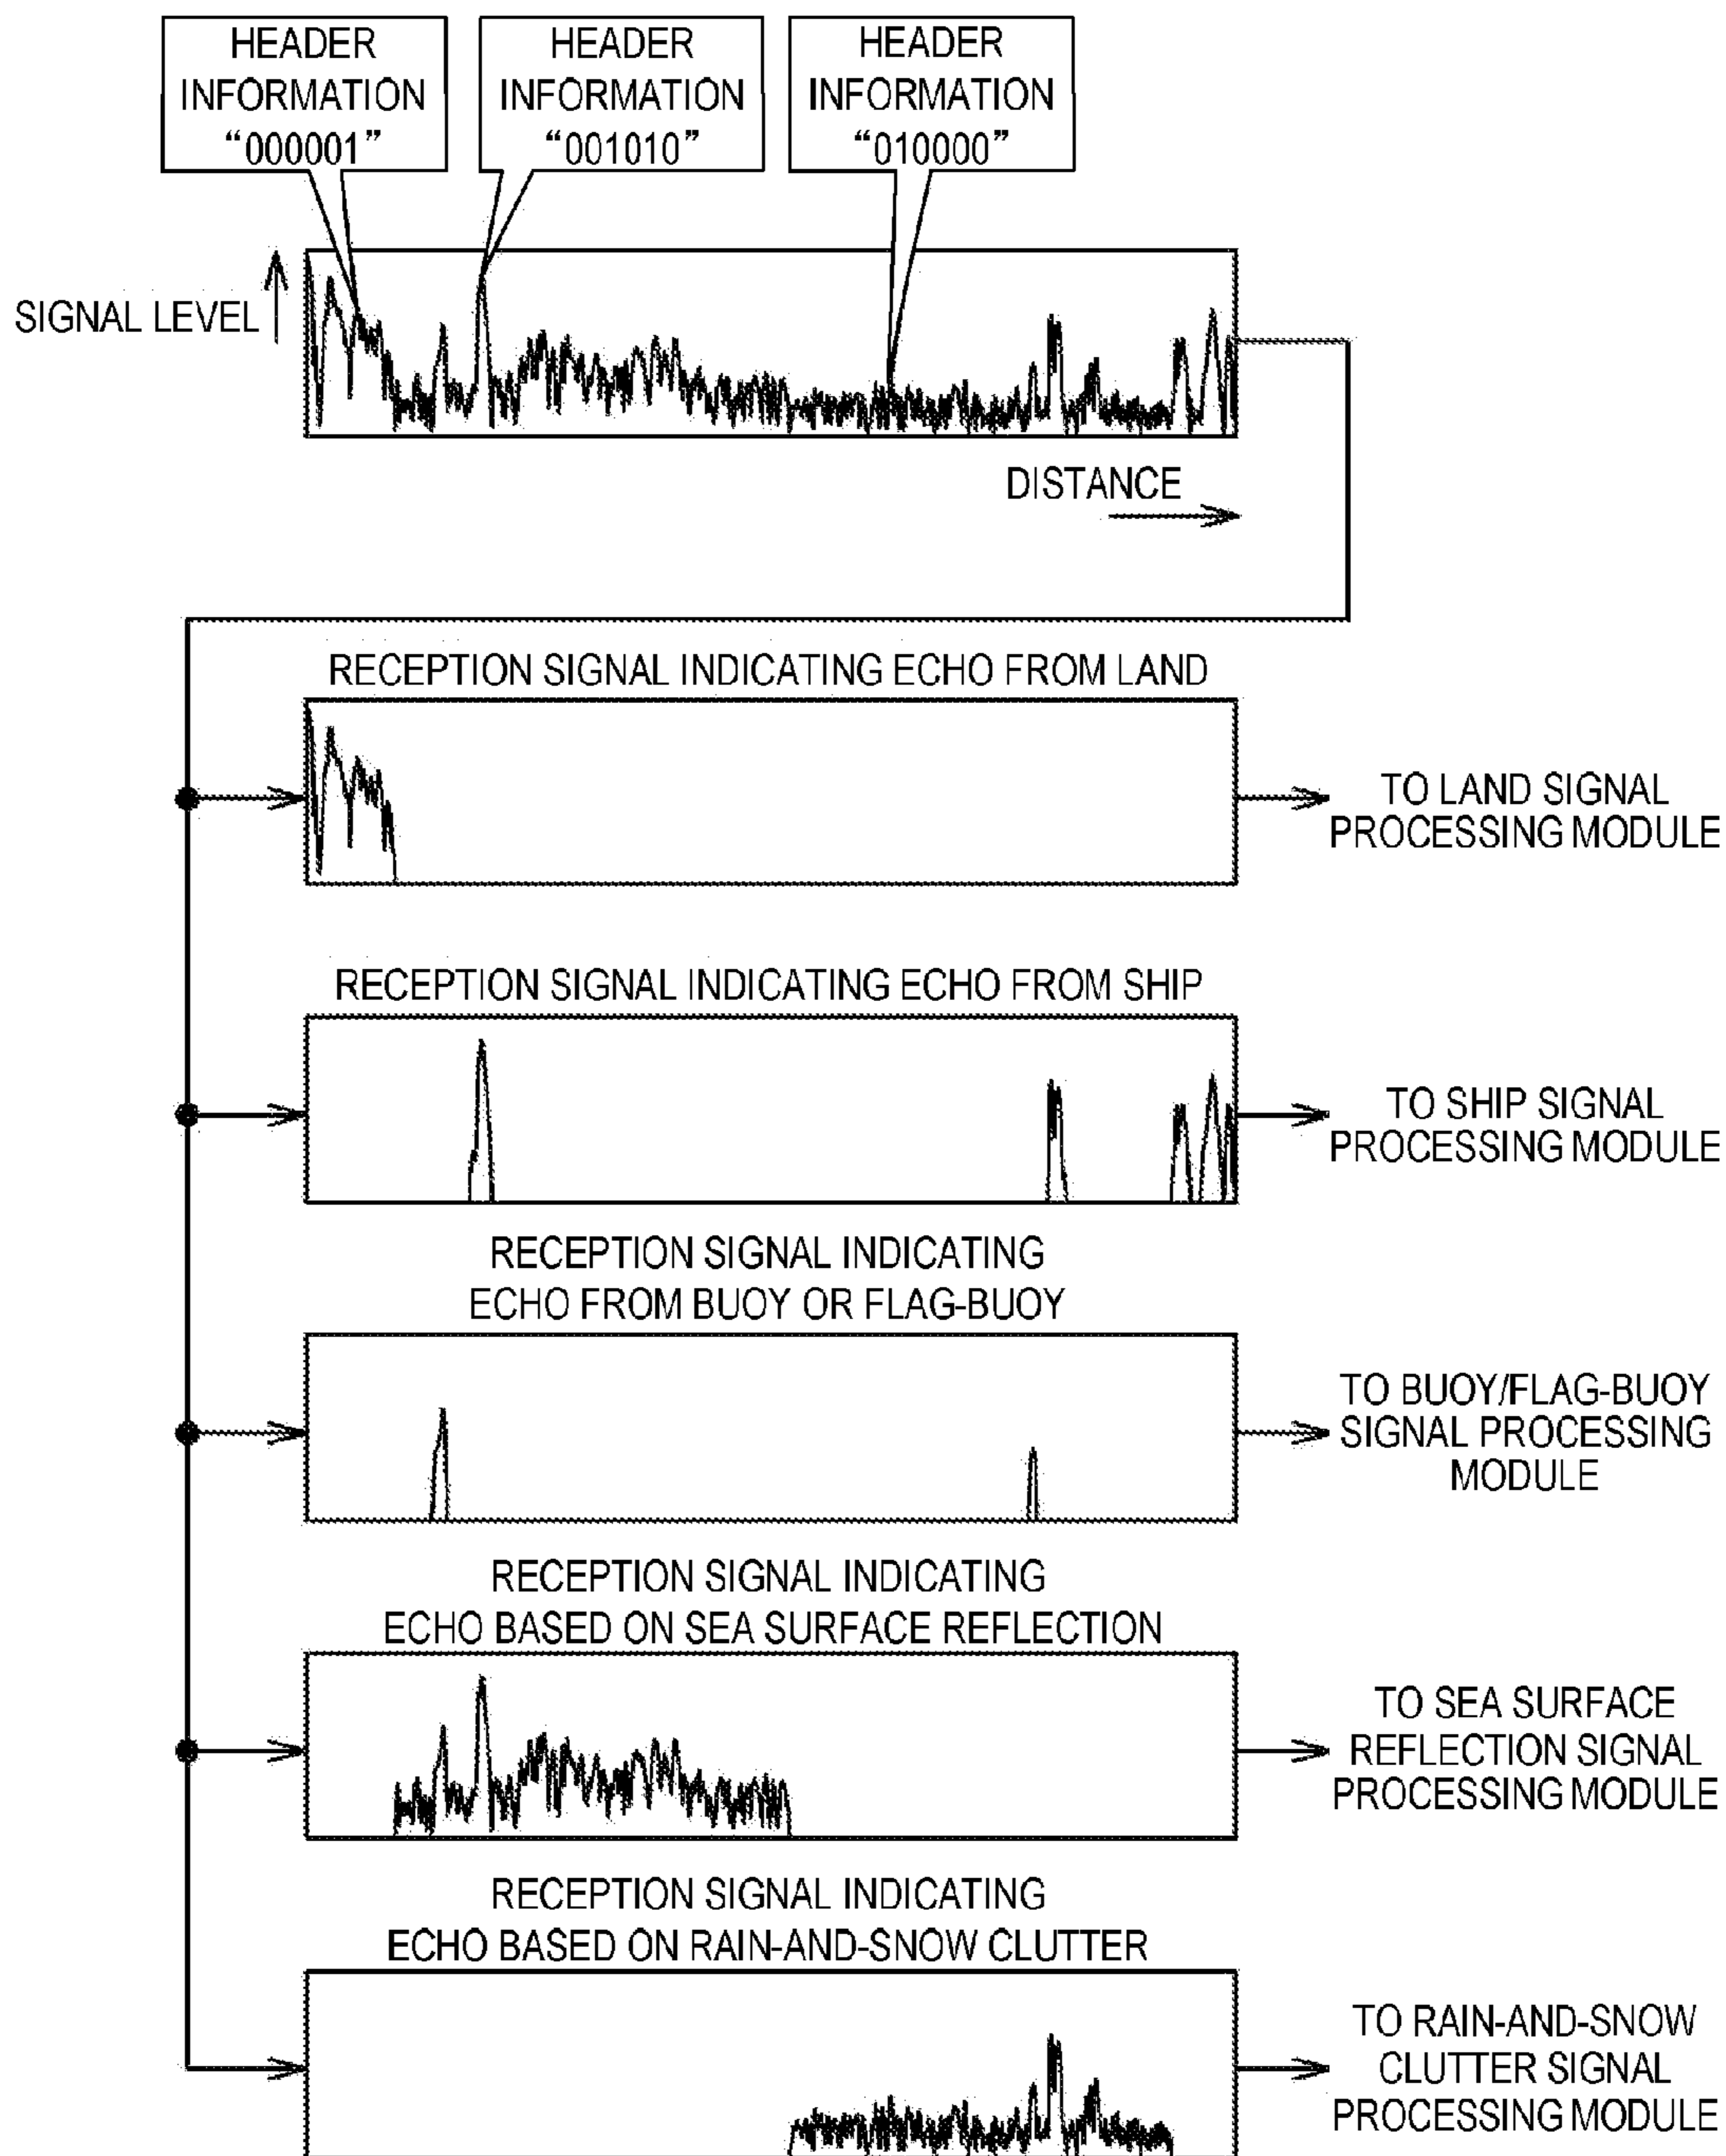 HEADER
INFORMATION
“000001”
HEADER
INFORMATION
“001010”
HEADER
INFORMATION
“010000”
SIGNAL LEVEL
DISTANCE
RECEPTION SIGNAL INDICATING ECHO FROM LAND
TO LAND SIGNAL
PROCESSING MODULE
RECEPTION SIGNAL INDICATING ECHO FROM SHIP
TO SHIP SIGNAL
PROCESSING MODULE
RECEPTION SIGNAL INDICATING
ECHO FROM BUOY OR FLAG-BUOY
TO BUOY/FLAG-BUOY
SIGNAL PROCESSING
MODULE
RECEPTION SIGNAL INDICATING
ECHO BASED ON SEA SURFACE REFLECTION
TO SEA SURFACE
REFLECTION SIGNAL
PROCESSING MODULE
RECEPTION SIGNAL INDICATING
ECHO BASED ON RAIN-AND-SNOW CLUTTER
TO RAIN-AND-SNOW
CLUTTER SIGNAL
PROCESSING MODULE